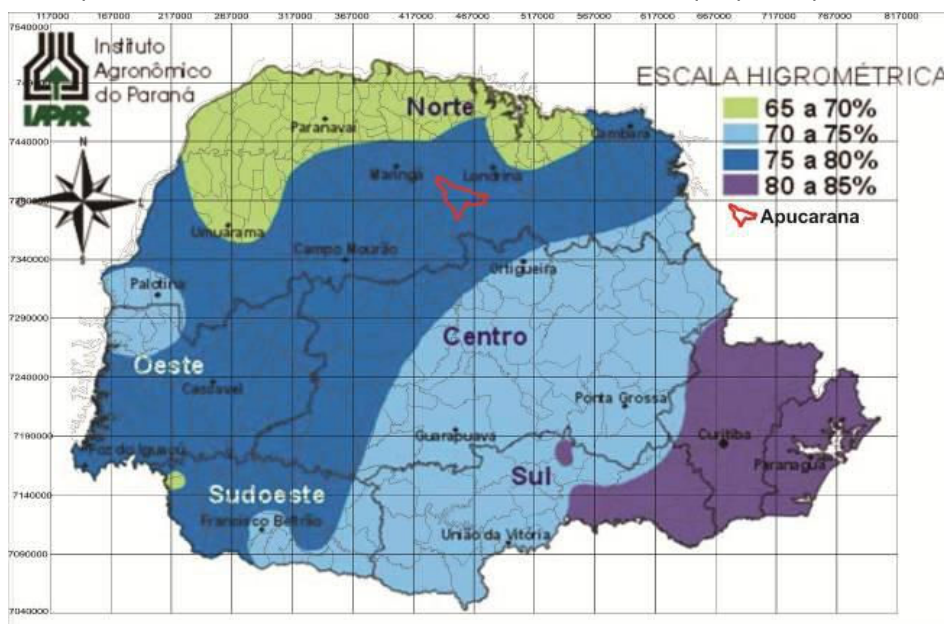 117000 167000 217000 267000 317000 367000 417000 467000 517000 567000 617000 667000 717000 767000 817000
7540000
Instituto
Agronômico
do Paraná
IAPAR
ESCALA HIGROMÉTRICA
65 a 70%
70 a 75%
75 a 80%
80 a 85%
Apucarana
Norte
Paranavaí
Cambará
7440000
N
Maringá
Londrina
Umuarama
Campo Mourão
7340000
S
Ortigueira
Palotina
7290000
Centro
Oeste
7240000
Cascavel
Ponta Grossa
Guarapuava
Curitiba
7190000
Foz do Iguaçu
Paranaguá
Sul
Sudoeste
7140000
Francisco Beltrão
União da Vitória
7090000
7040000